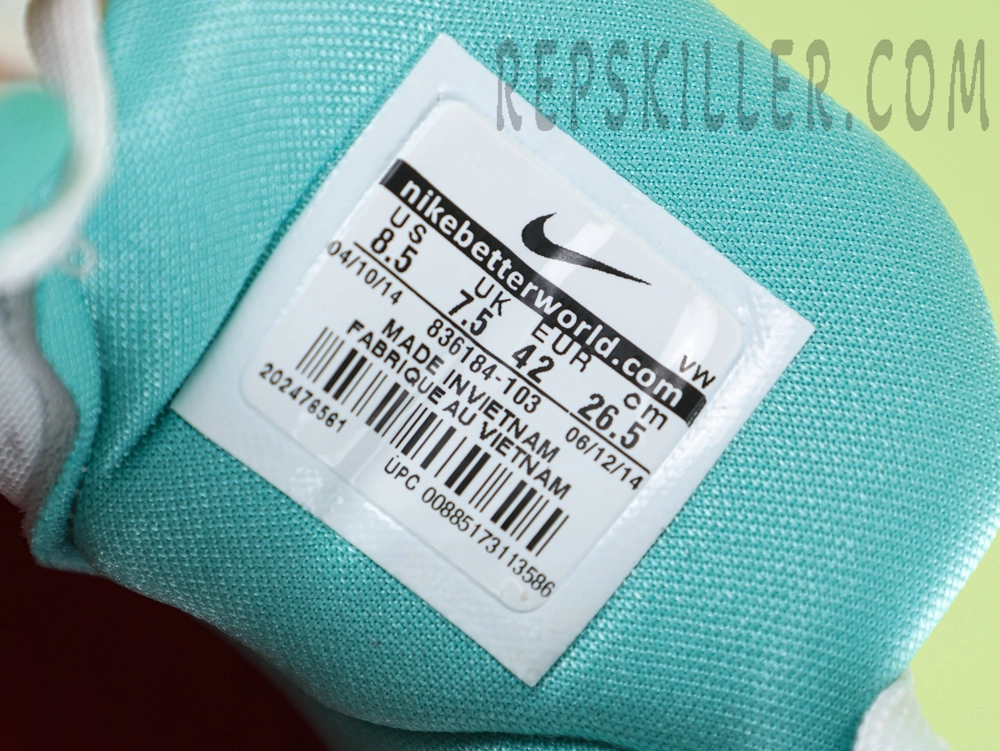 REPSKILLER.COM
nikebetterworld.com
VW
US UK EUR cm
8.5 7.5 42 26.5
04/10/14 836184-103 06/12/14
MADE IN VIETNAM
FABRIQUE AU VIETNAM
202476561
UPC 00885173113586